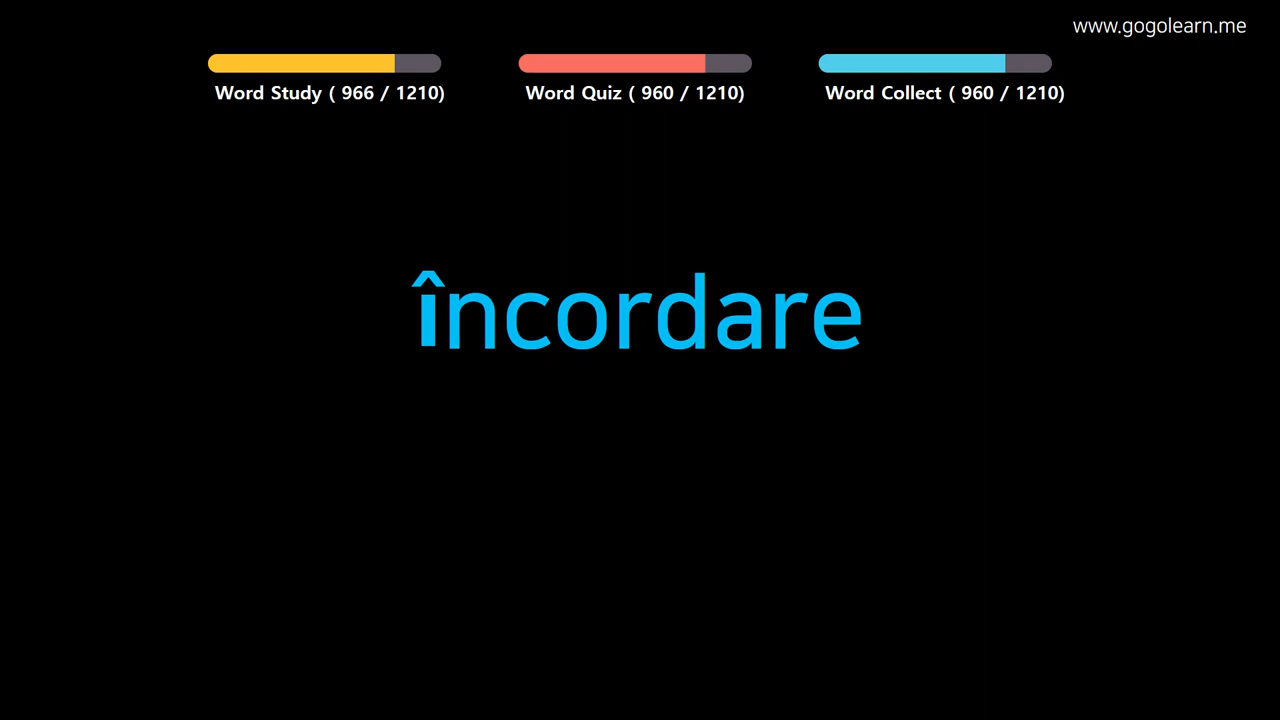 www.gogolearn.me
Word Study ( 966 / 1210)
Word Quiz ( 960 / 1210)
Word Collect ( 960 / 1210)
încordare